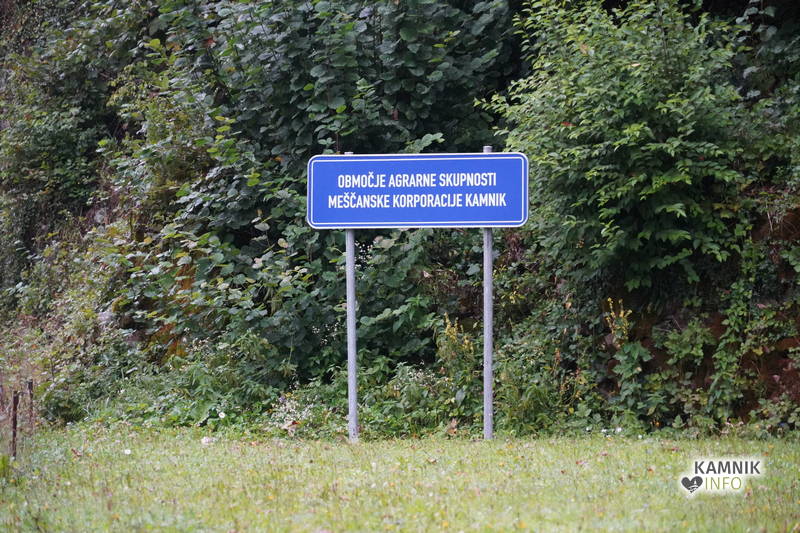 OBMOČJE AGRARNE SKUPNOSTI
MEŠČANSKE KORPORACIJE KAMNIK
KAMNIK
INFO